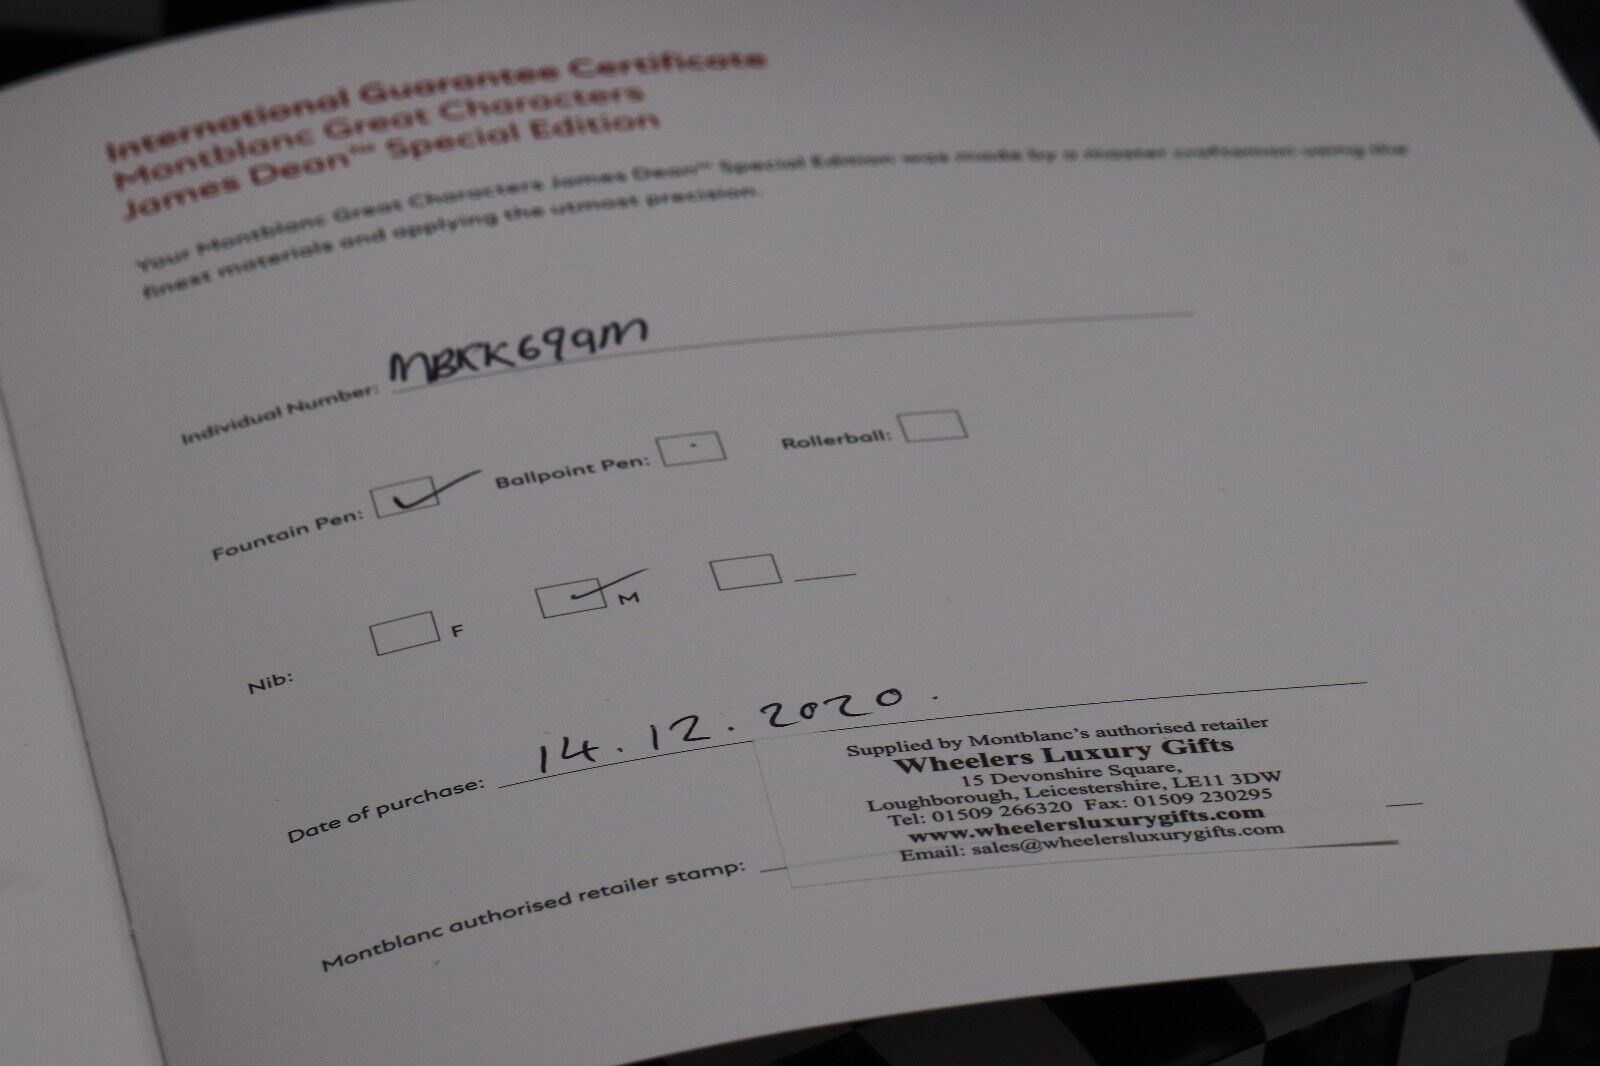 International Guarantee Certificate
Montblanc Great Characters
James Dean™ Special Edition
Your Montblanc Great Characters James Dean™ Special Edition was made by a master craftsman using the
finest materials and applying the utmost precision.
Individual Number: MBKK699M
Fountain Pen: Ballpoint Pen: Rollerball:
Nib: F M
Date of purchase: 14.12.2020.
Supplied by Montblanc's authorised retailer
Wheelers Luxury Gifts
15 Devonshire Square,
Loughborough, Leicestershire, LE11 3DW
Tel: 01509 266320 Fax: 01509 230295
www.wheelersluxurygifts.com
Email: sales@wheelersluxurygifts.com
Montblanc authorised retailer stamp: